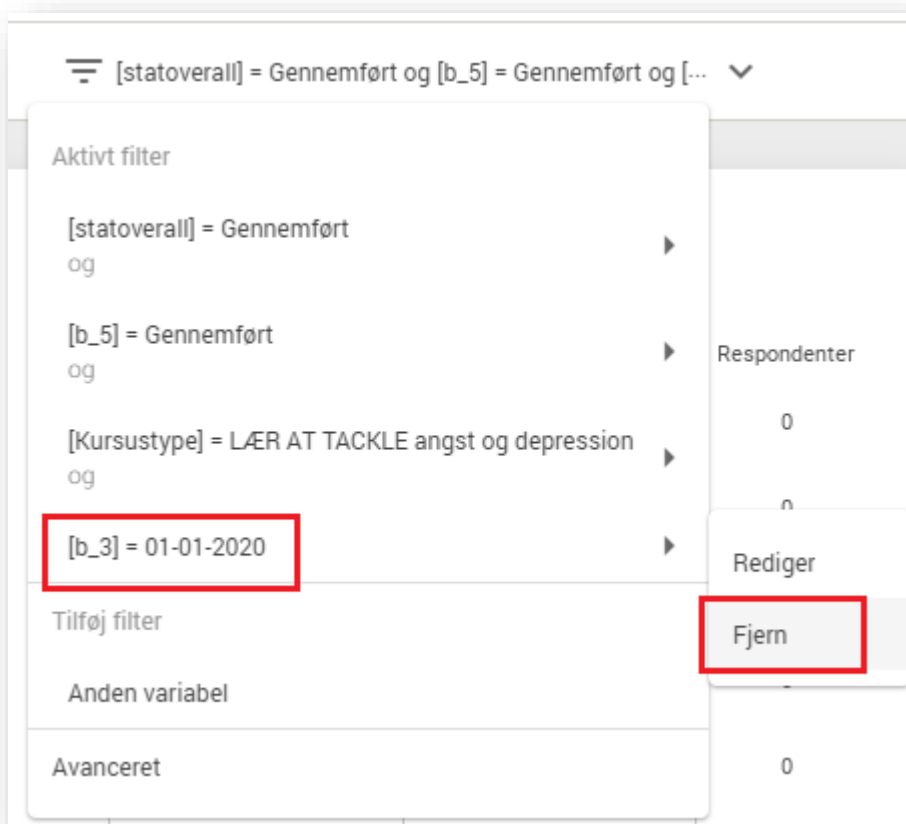 [statoverall] = Gennemført og [b_5] = Gennemført og [...
Aktivt filter
[statoverall] = Gennemført
og
[b_5] = Gennemført
og
Respondenter
0
[Kursustype] = LÆR AT TACKLE angst og depression
og
0
[b_3] = 01-01-2020
Rediger
Fjern
Tilføj filter
Anden variabel
Avanceret
0